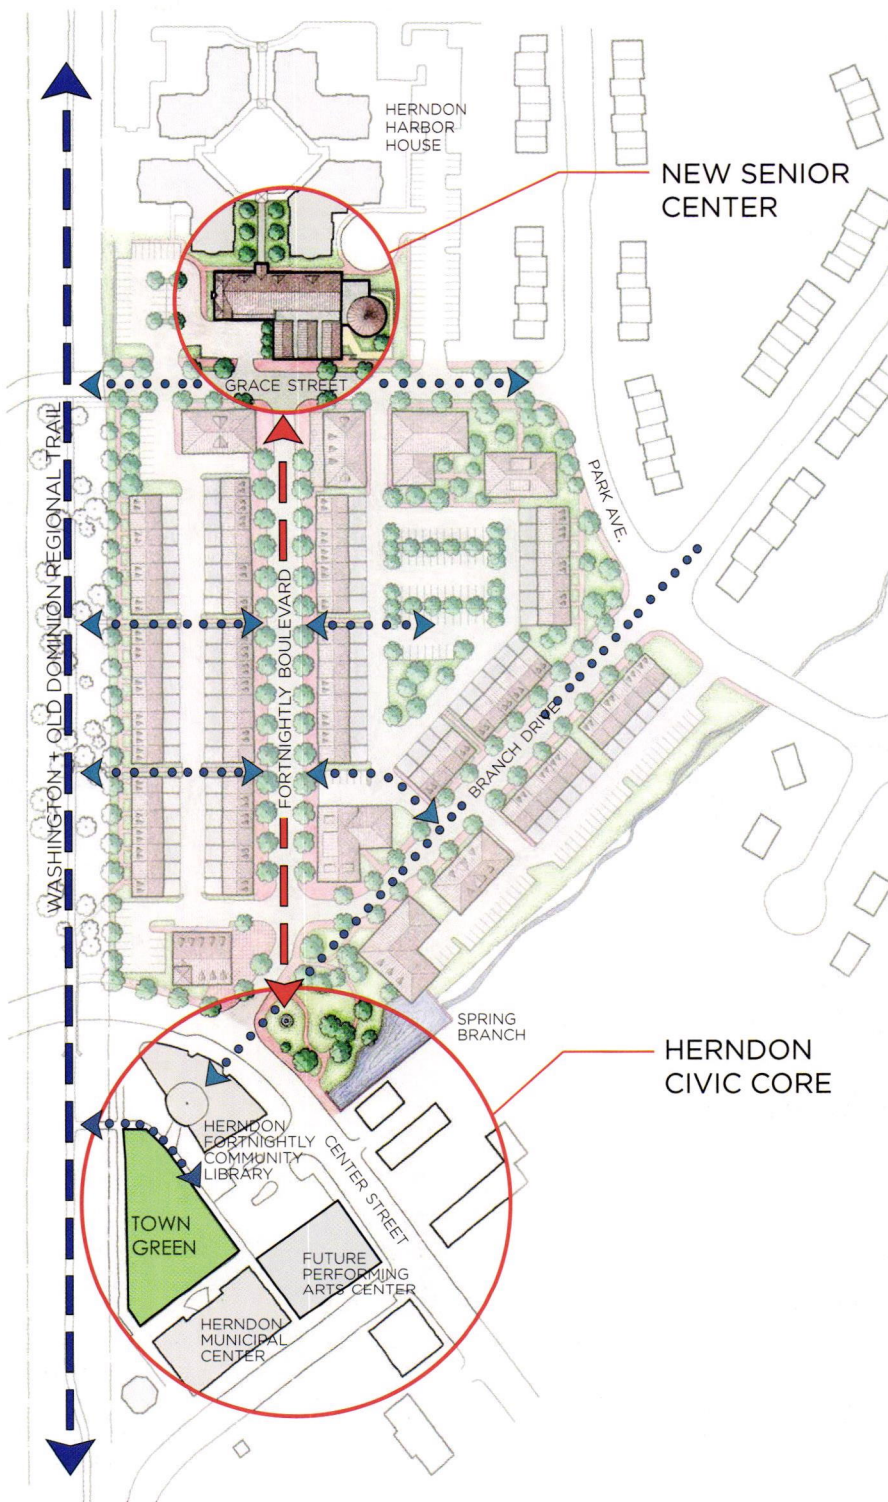 HERNDON
HARBOR
HOUSE
NEW SENIOR
CENTER
GRACE STREET
WASHINGTON + OLD DOMINION REGIONAL TRAIL
PARK AVE.
FORTNIGHTLY BOULEVARD
BRANCH DRIVE
SPRING
BRANCH
HERNDON
CIVIC CORE
HERNDON
FORTNIGHTLY
COMMUNITY
LIBRARY
CENTER STREET
TOWN
GREEN
FUTURE
PERFORMING
ARTS CENTER
HERNDON
MUNICIPAL
CENTER